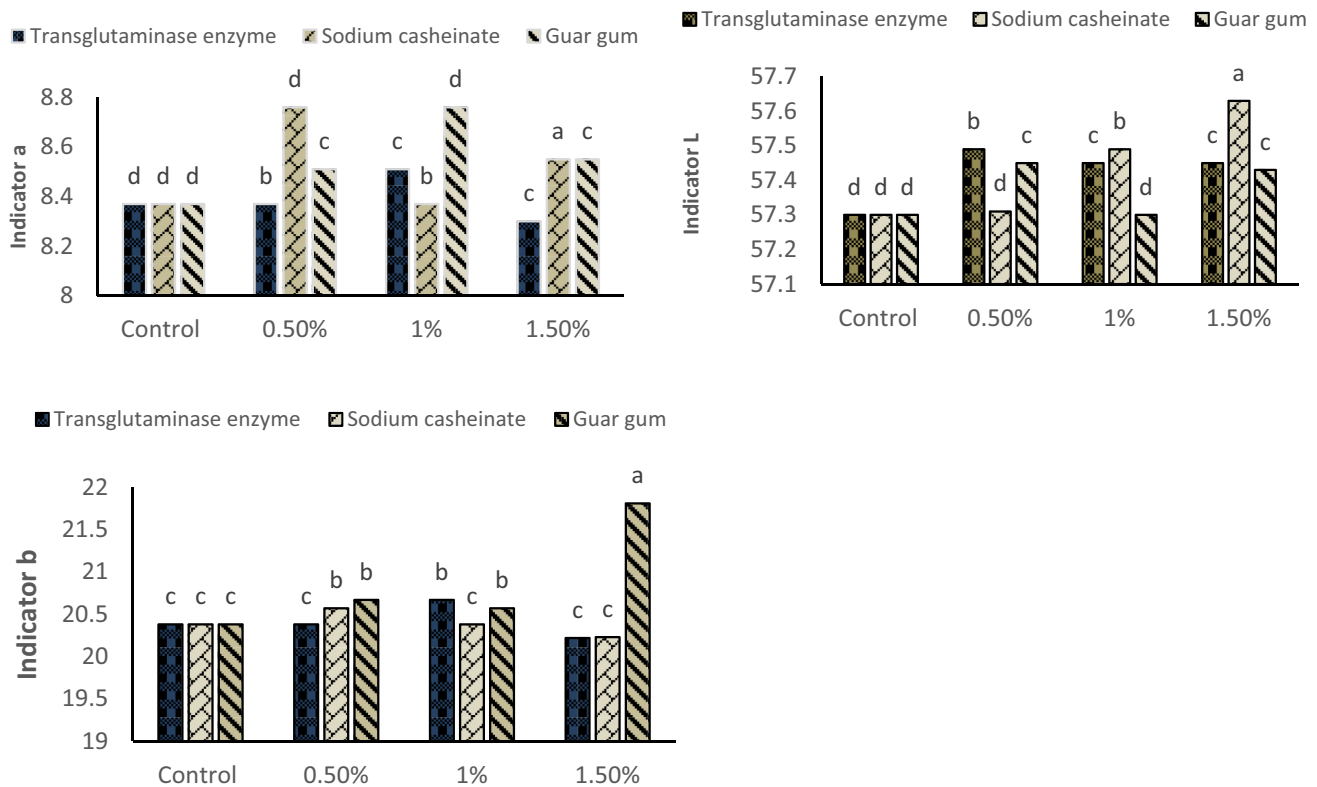 Transglutaminase enzyme Sodium casheinate Guar gum
d d
8.8
8.6 c c a c
d d d b b
8.4 c
8.2
8
Indicator a
Control 0.50% 1% 1.50%
Transglutaminase enzyme Sodium casheinate Guar gum
a
57.7
57.6 b c c b c c
57.5
57.4 d d d d d
57.3
57.2
57.1
Indicator L
Control 0.50% 1% 1.50%
Transglutaminase enzyme Sodium casheinate Guar gum
a
22
21.5
21 b b b b
c c c c c c c
20.5
20
19.5
19
Indicator b
Control 0.50% 1% 1.50%